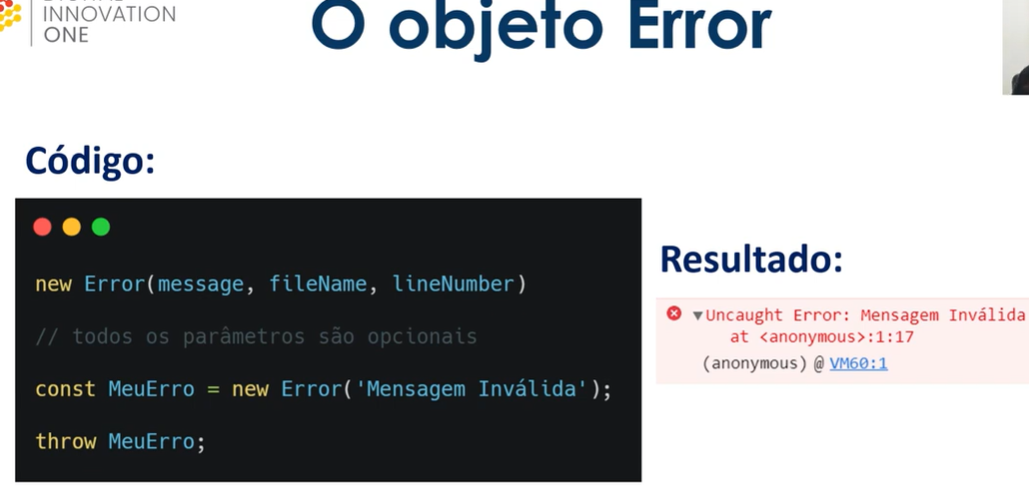 INNOVATION
ONE
O objeto Error
Código:
new Error(message, fileName, lineNumber)
// todos os parâmetros são opcionais
const MeuErro = new Error('Mensagem Inválida');
throw MeuErro;
Resultado:
▼Uncaught Error: Mensagem Inválida
at <anonymous>:1:17
(anonymous) @ VM60:1